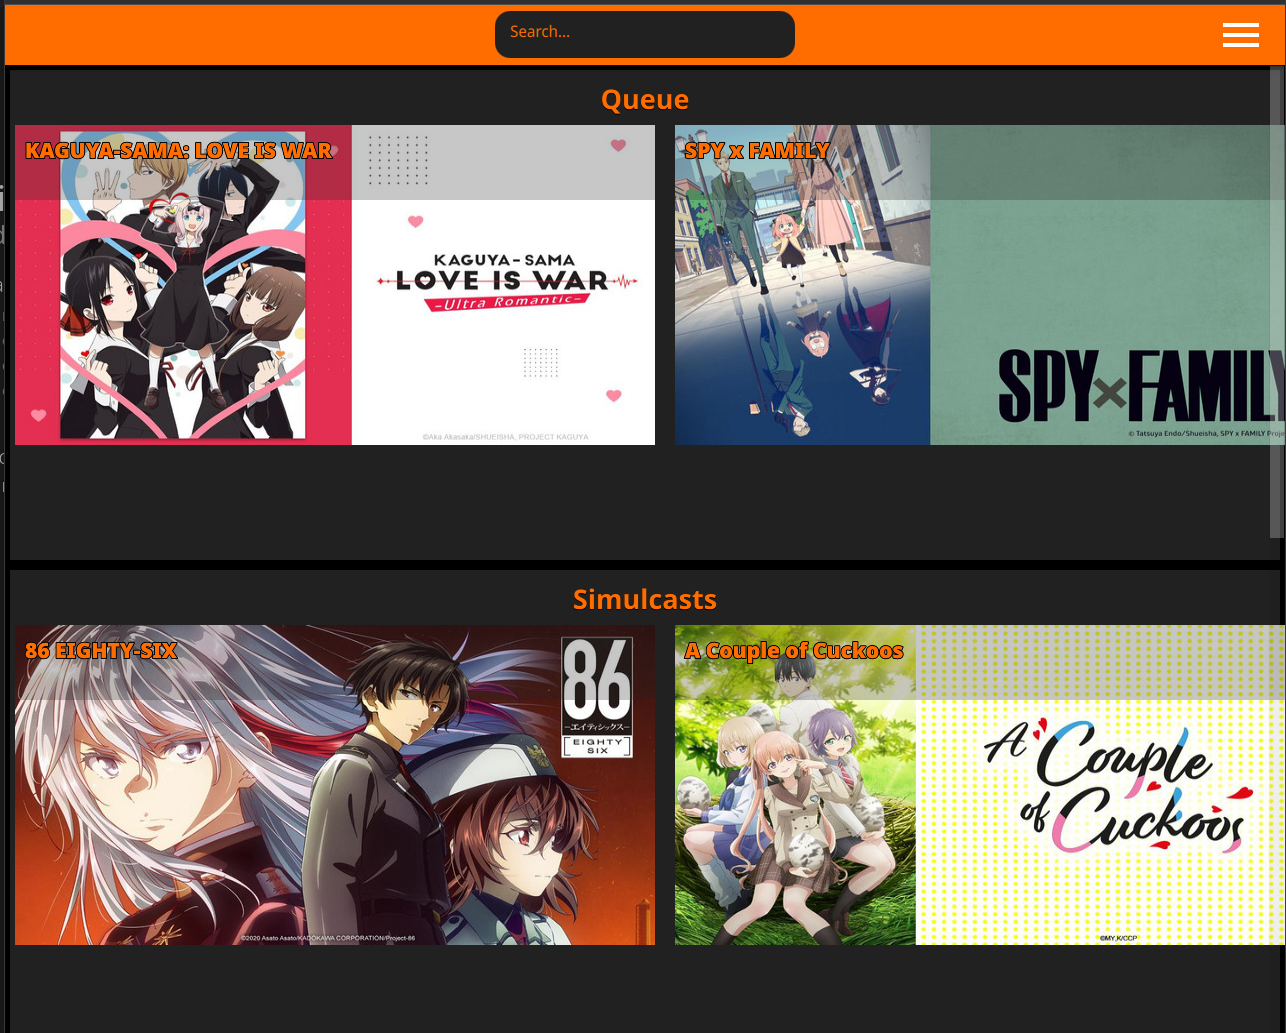 Search...
Queue
KAGUYA-SAMA: LOVE IS WAR
KAGUYA-SAMA
LOVE IS WAR
-Ultra Romantic-
©Aka Akasaka/SHUEISHA, PROJECT KAGUYA
SPY x FAMILY
SPY×FAMILY
© Tatsuya Endo/Shueisha, SPY x FAMILY Proje
Simulcasts
86 EIGHTY-SIX
86
ーエイティシックスー
EIGHTY
SIX
©2020 Asato Asato/KADOKAWA CORPORATION/Project-86
A Couple of Cuckoos
A Couple
of Cuckoos
©MY,K/CCP